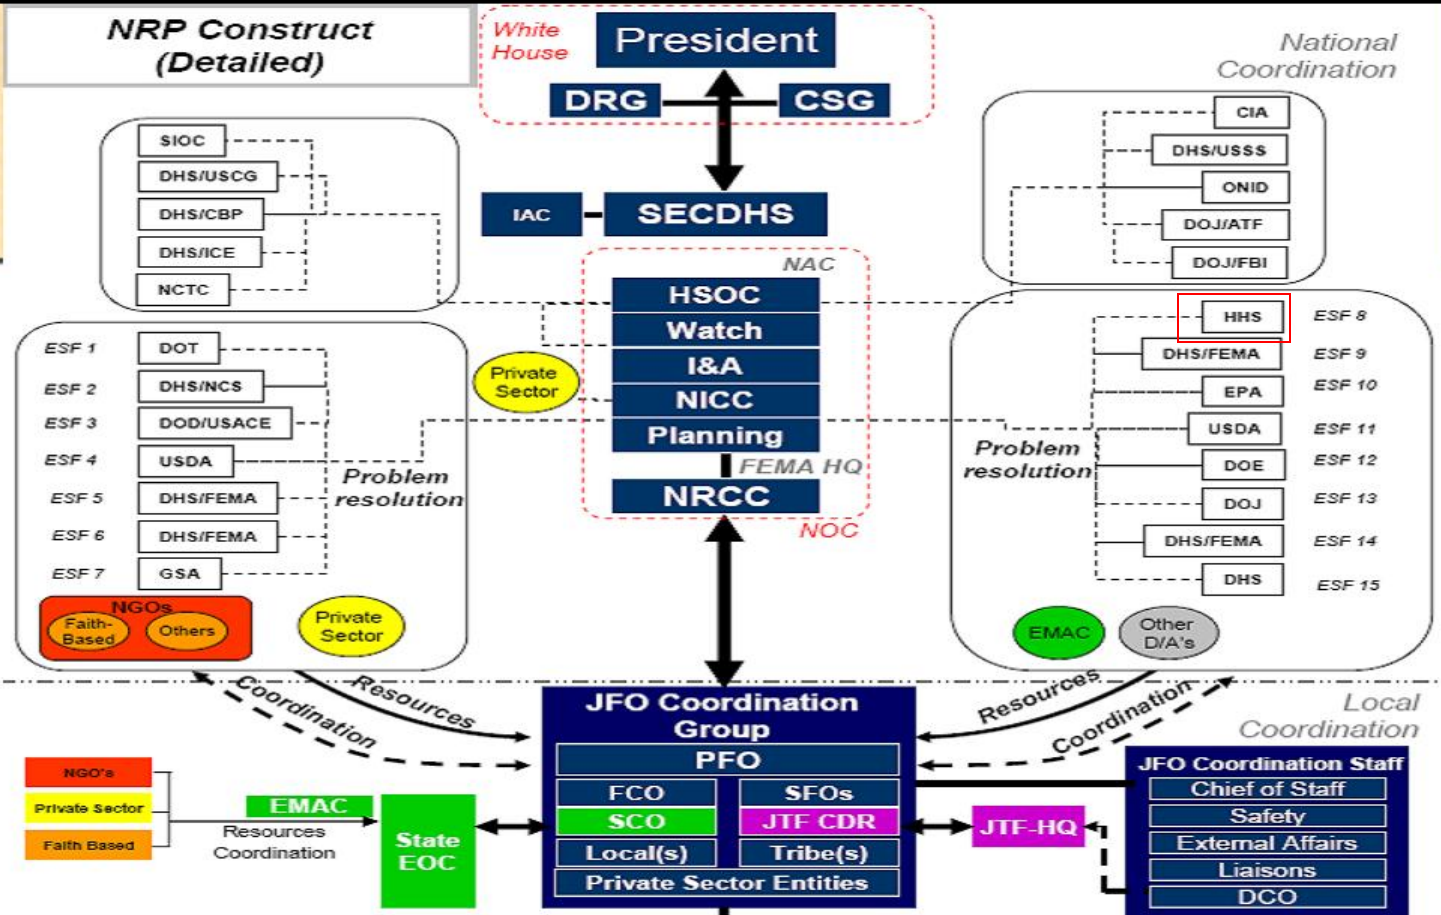 NRP Construct
(Detailed)
White
House
President
DRG
CSG
National
Coordination
SIOC
DHS/USCG
DHS/CBP
DHS/ICE
NCTC
IAC
SECDHS
CIA
DHS/USSS
ONID
DOJ/ATF
DOJ/FBI
NAC
HSOC
Watch
I&A
NICC
Planning
FEMA HQ
NRCC
NOC
Private
Sector
ESF 1
DOT
ESF 2
DHS/NCS
ESF 3
DOD/USACE
ESF 4
USDA
ESF 5
DHS/FEMA
ESF 6
DHS/FEMA
ESF 7
GSA
Problem
resolution
NGOs
Faith-
Based
Others
Private
Sector
HHS
ESF 8
DHS/FEMA
ESF 9
EPA
ESF 10
USDA
ESF 11
DOE
ESF 12
DOJ
ESF 13
DHS/FEMA
ESF 14
DHS
ESF 15
Problem
resolution
EMAC
Other
D/A's
Resources
Coordination
Resources
Coordination
Local
Coordination
JFO Coordination
Group
PFO
FCO
SFOs
SCO
JTF CDR
Local(s)
Tribe(s)
Private Sector Entities
NGO's
Private Sector
Faith Based
EMAC
Resources
Coordination
State
EOC
JTF-HQ
JFO Coordination Staff
Chief of Staff
Safety
External Affairs
Liaisons
DCO